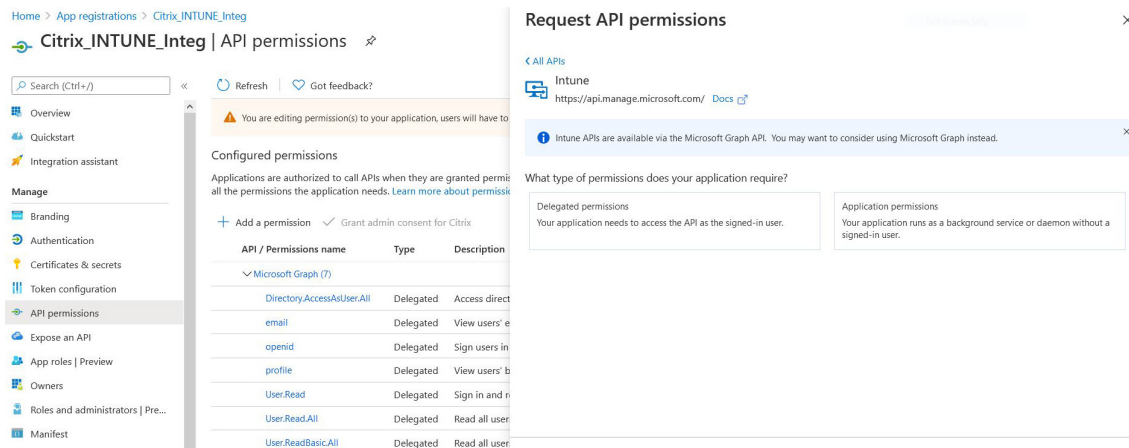 Home > App registrations > Citrix_INTUNE_Integ
Citrix_INTUNE_Integ | API permissions
Search (Ctrl+/)
«
Overview
Quickstart
Integration assistant
Manage
Branding
Authentication
Certificates & secrets
Token configuration
API permissions
Expose an API
App roles | Preview
Owners
Roles and administrators | Pre...
Manifest
Refresh
Got feedback?
You are editing permission(s) to your application, users will have to
Configured permissions
Applications are authorized to call APIs when they are granted permis
all the permissions the application needs. Learn more about permissio
+ Add a permission
Grant admin consent for Citrix
API / Permissions name Type Description
Microsoft Graph (7)
Directory.AccessAsUser.All Delegated Access direct
email Delegated View users' e
openid Delegated Sign users in
profile Delegated View users' b
User.Read Delegated Sign in and r
User.Read.All Delegated Read all user
User.ReadBasic.All Delegated Read all user
Request API permissions
All APIs
Intune
https://api.manage.microsoft.com/ Docs
Intune APIs are available via the Microsoft Graph API. You may want to consider using Microsoft Graph instead.
What type of permissions does your application require?
Delegated permissions
Your application needs to access the API as the signed-in user.
Application permissions
Your application runs as a background service or daemon without a
signed-in user.